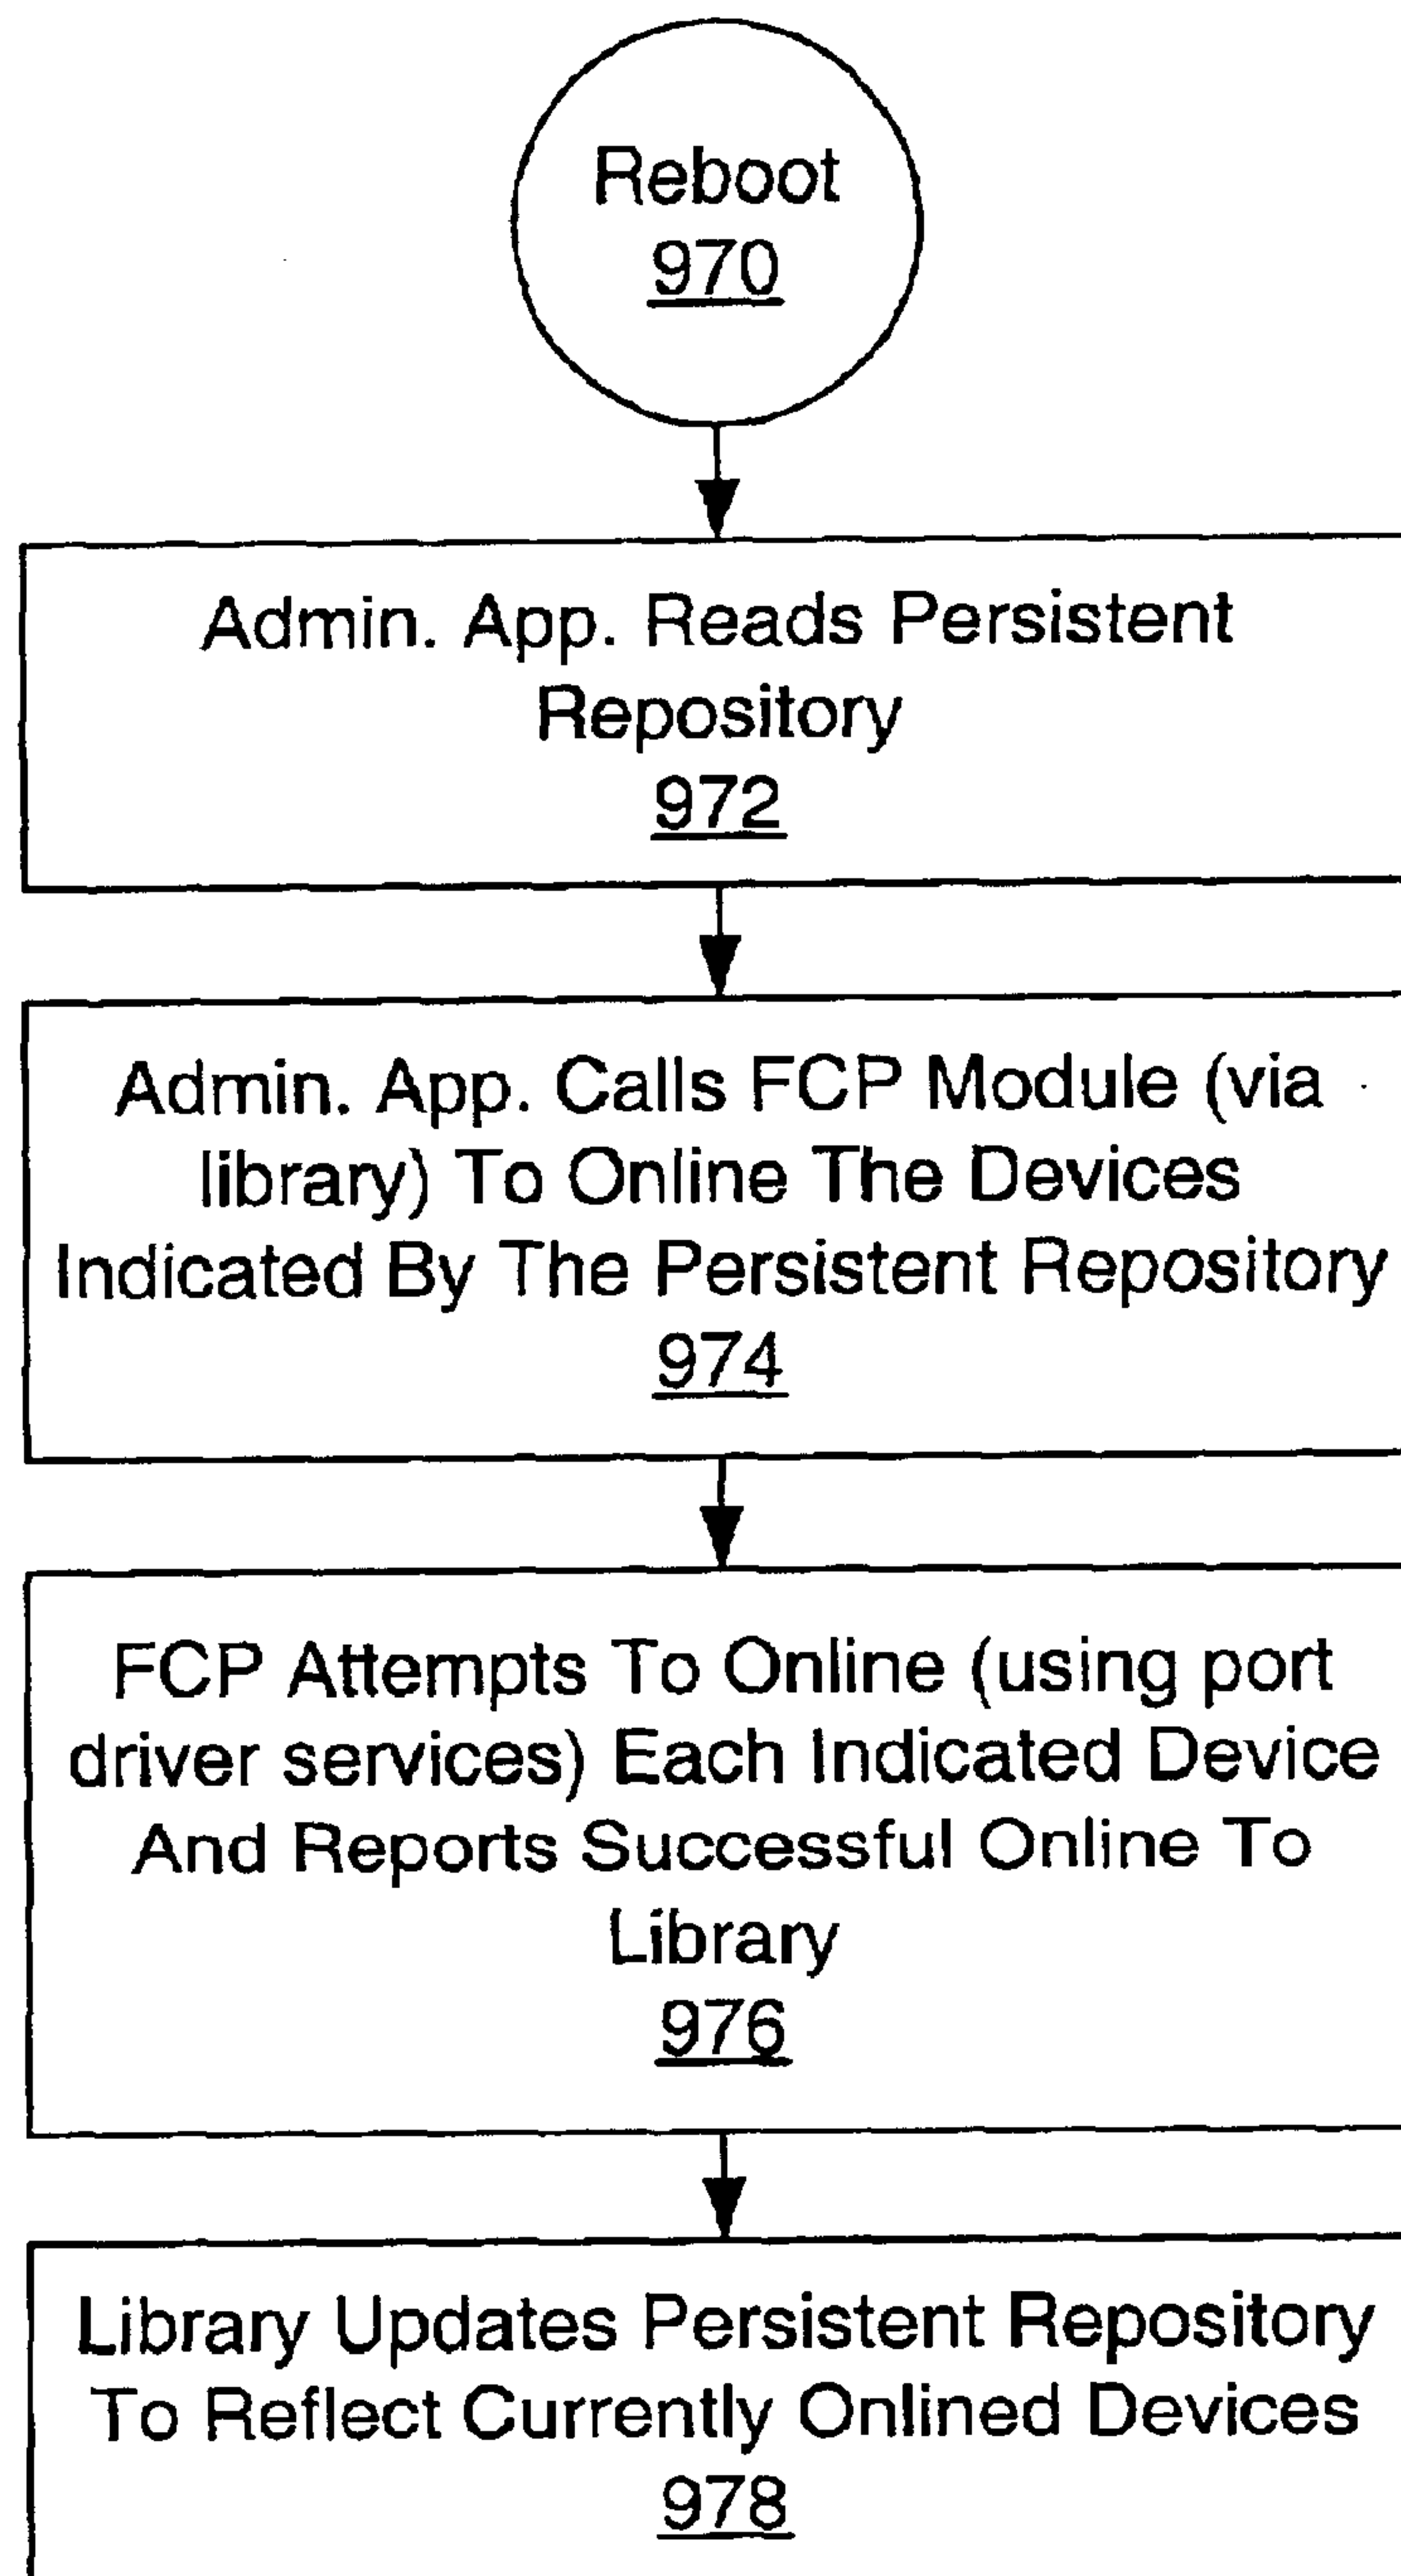 Reboot
970
Admin. App. Reads Persistent
Repository
972
Admin. App. Calls FCP Module (via
library) To Online The Devices
Indicated By The Persistent Repository
974
FCP Attempts To Online (using port
driver services) Each Indicated Device
And Reports Successful Online To
Library
976
Library Updates Persistent Repository
To Reflect Currently Onlined Devices
978